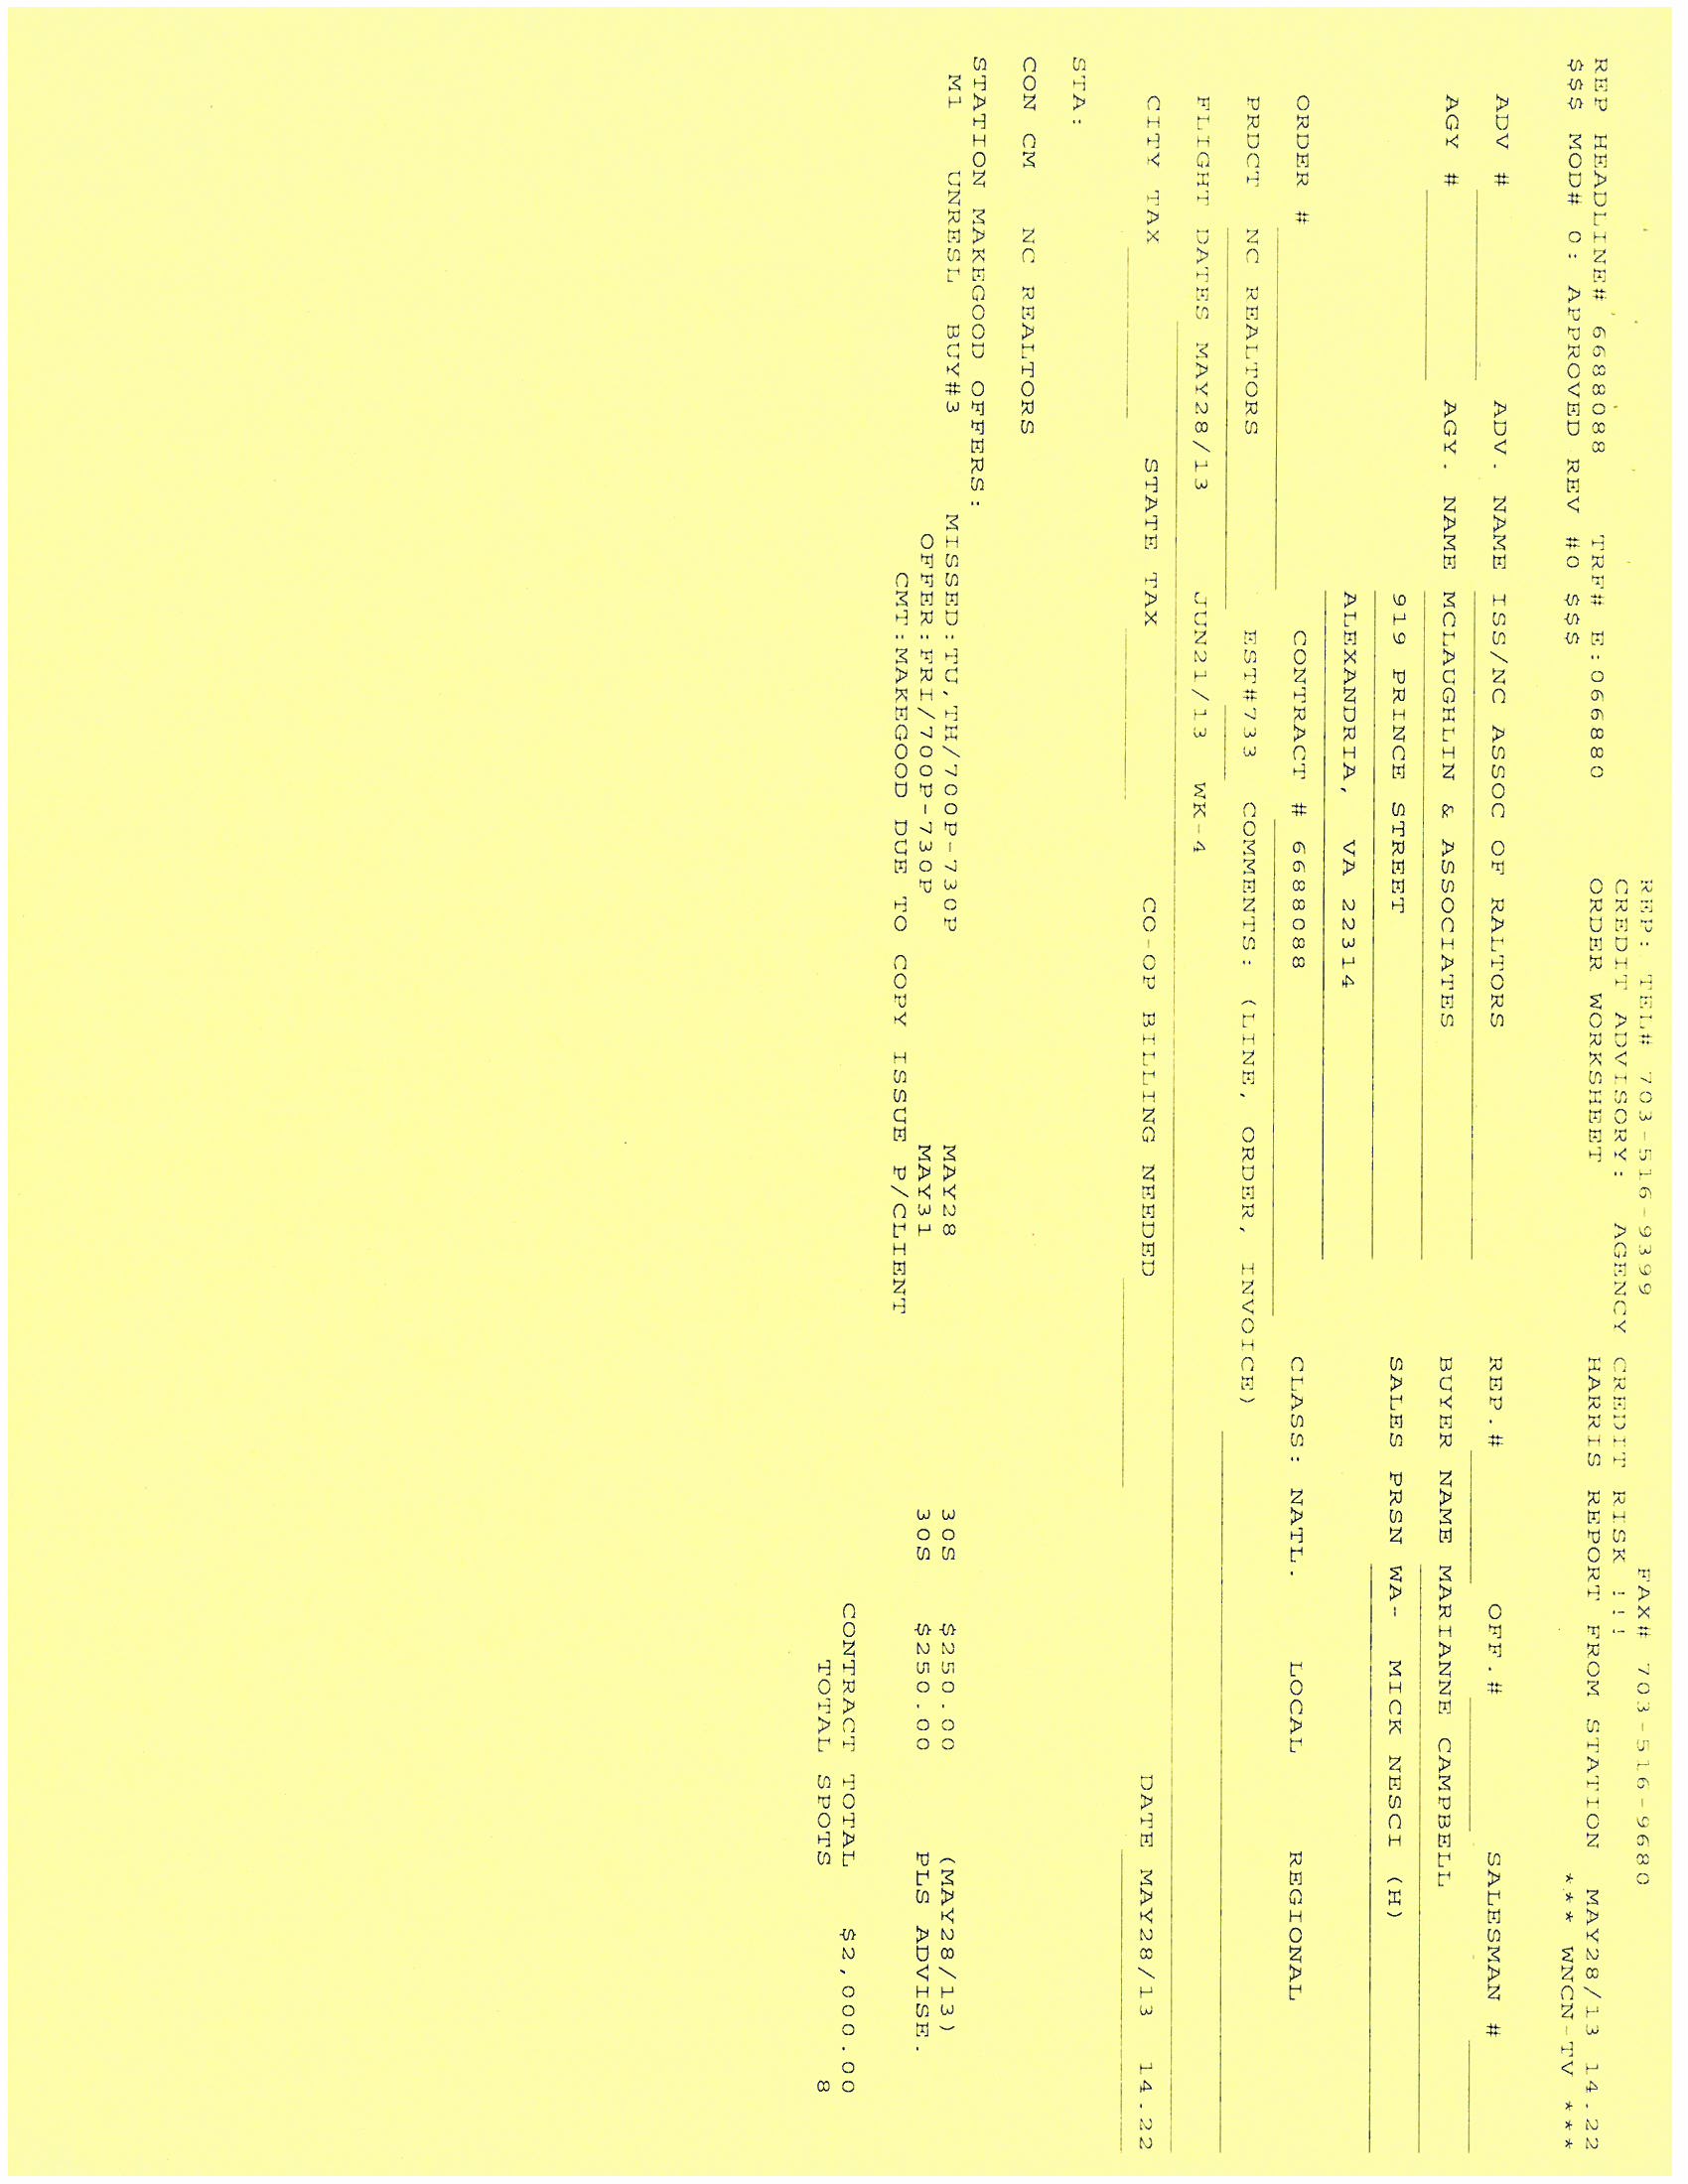 REP: TEL# 703-516-9399 FAX# 703-516-9680
CREDIT ADVISORY: AGENCY CREDIT RISK !!!
REP HEADLINE# 6688088 TRF# E:066880 ORDER WORKSHEET HARRIS REPORT FROM STATION MAY28/13 14.22
$$$ MOD# 0: APPROVED REV #0 $$$ *** WNCN-TV ***
ADV # ADV. NAME ISS/NC ASSOC OF RALTORS REP.# OFF.# SALESMAN #
AGY # AGY. NAME MCLAUGHLIN & ASSOCIATES BUYER NAME MARIANNE CAMPBELL
919 PRINCE STREET SALES PRSN WA- MICK NESCI (H)
ALEXANDRIA, VA 22314
ORDER # CONTRACT # 6688088 CLASS: NATL. LOCAL REGIONAL
PRDCT NC REALTORS EST#733 COMMENTS: (LINE, ORDER, INVOICE)
FLIGHT DATES MAY28/13 JUN21/13 WK-4
CITY TAX STATE TAX CO-OP BILLING NEEDED DATE MAY28/13 14.22
STA:
CON CM NC REALTORS
STATION MAKEGOOD OFFERS:
M1 UNRESL BUY#3 MISSED:TU,TH/700P-730P MAY28 30S $250.00 (MAY28/13)
OFFER:FRI/700P-730P MAY31 30S $250.00 PLS ADVISE.
CMT:MAKEGOOD DUE TO COPY ISSUE P/CLIENT
CONTRACT TOTAL $2,000.00
TOTAL SPOTS 8